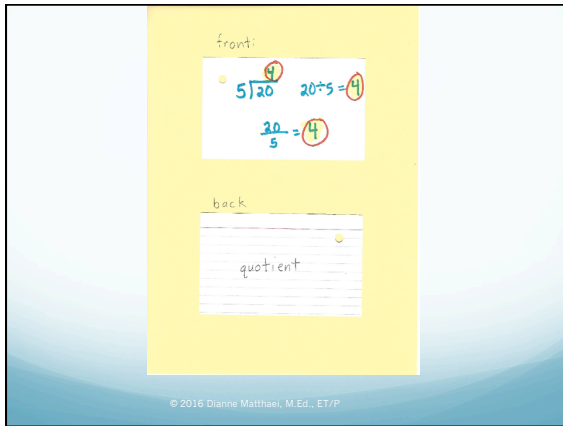 front:
4
5)20 20÷5=4
20/5 = 4
back
quotient
© 2016 Dianne Matthaei, M.Ed., ET/P